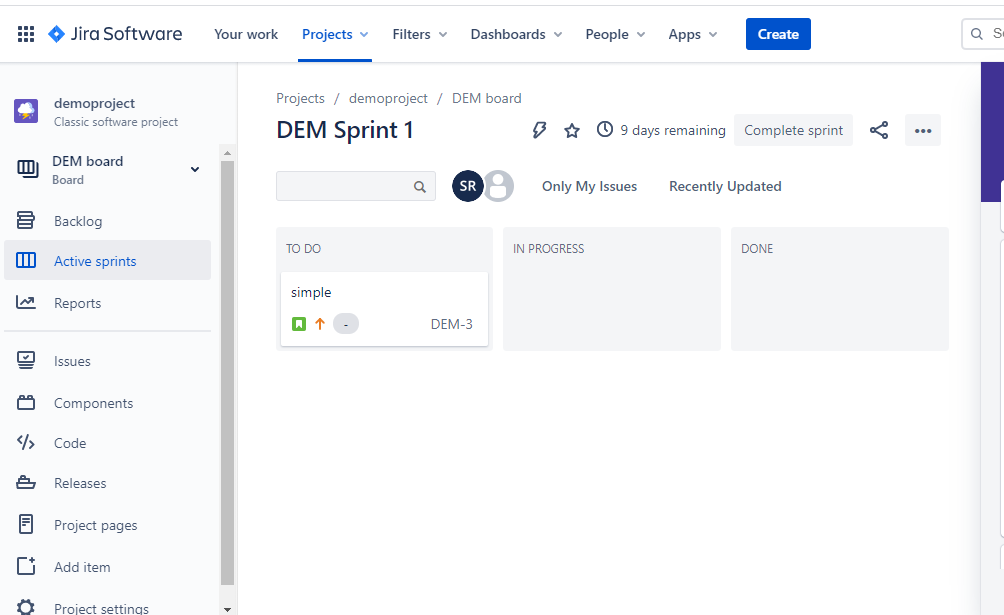 Jira Software
Your work
Projects
Filters
Dashboards
People
Apps
Create
demoproject
Classic software project
DEM board
Board
Backlog
Active sprints
Reports
Issues
Components
Code
Releases
Project pages
Add item
Project settings
Projects / demoproject / DEM board
DEM Sprint 1
9 days remaining
Complete sprint
SR
Only My Issues
Recently Updated
TO DO
simple
-
DEM-3
IN PROGRESS
DONE